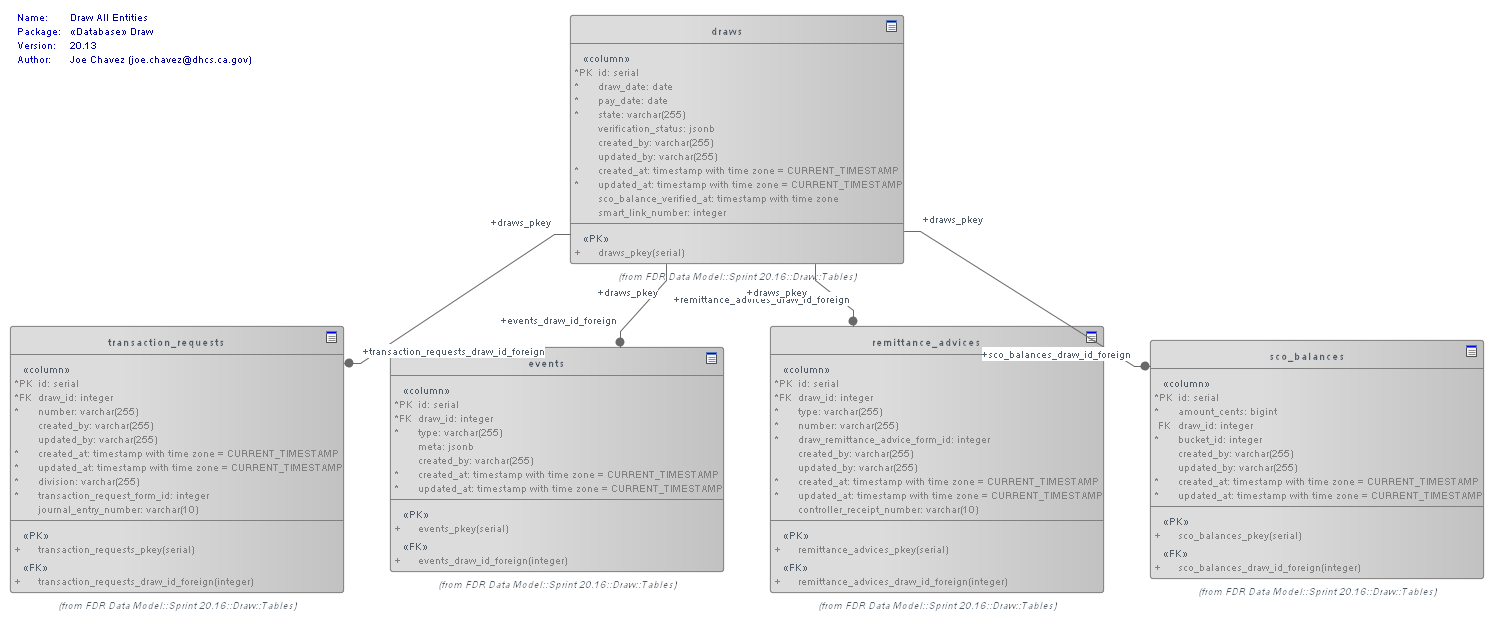 Name: Draw All Entities
Package: «Database» Draw
Version: 20.13
Author: Joe Chavez (joe.chavez@dhcs.ca.gov)
draws
«column»
*PK id: serial
* draw_date: date
* pay_date: date
* state: varchar(255)
verification_status: jsonb
created_by: varchar(255)
updated_by: varchar(255)
* created_at: timestamp with time zone = CURRENT_TIMESTAMP
* updated_at: timestamp with time zone = CURRENT_TIMESTAMP
sco_balance_verified_at: timestamp with time zone
smart_link_number: integer
«PK»
+ draws_pkey(serial)
(from FDR Data Model::Sprint 20.16::Draw::Tables)
+draws_pkey
+draws_pkey
+draws_pkey
+draws_pkey
+remittance_advices_draw_id_foreign
+events_draw_id_foreign
+transaction_requests_draw_id_foreign
+sco_balances_draw_id_foreign
transaction_requests
«column»
*PK id: serial
*FK draw_id: integer
* number: varchar(255)
created_by: varchar(255)
updated_by: varchar(255)
* created_at: timestamp with time zone = CURRENT_TIMESTAMP
* updated_at: timestamp with time zone = CURRENT_TIMESTAMP
* division: varchar(255)
* transaction_request_form_id: integer
journal_entry_number: varchar(10)
«PK»
+ transaction_requests_pkey(serial)
«FK»
+ transaction_requests_draw_id_foreign(integer)
(from FDR Data Model::Sprint 20.16::Draw::Tables)
events
«column»
*PK id: serial
*FK draw_id: integer
* type: varchar(255)
meta: jsonb
created_by: varchar(255)
* created_at: timestamp with time zone = CURRENT_TIMESTAMP
* updated_at: timestamp with time zone = CURRENT_TIMESTAMP
«PK»
+ events_pkey(serial)
«FK»
+ events_draw_id_foreign(integer)
(from FDR Data Model::Sprint 20.16::Draw::Tables)
remittance_advices
«column»
*PK id: serial
*FK draw_id: integer
* type: varchar(255)
* number: varchar(255)
* draw_remittance_advice_form_id: integer
created_by: varchar(255)
updated_by: varchar(255)
* created_at: timestamp with time zone = CURRENT_TIMESTAMP
* updated_at: timestamp with time zone = CURRENT_TIMESTAMP
controller_receipt_number: varchar(10)
«PK»
+ remittance_advices_pkey(serial)
«FK»
+ remittance_advices_draw_id_foreign(integer)
(from FDR Data Model::Sprint 20.16::Draw::Tables)
sco_balances
«column»
*PK id: serial
* amount_cents: bigint
FK draw_id: integer
* bucket_id: integer
created_by: varchar(255)
updated_by: varchar(255)
* created_at: timestamp with time zone = CURRENT_TIMESTAMP
* updated_at: timestamp with time zone = CURRENT_TIMESTAMP
«PK»
+ sco_balances_pkey(serial)
«FK»
+ sco_balances_draw_id_foreign(integer)
(from FDR Data Model::Sprint 20.16::Draw::Tables)